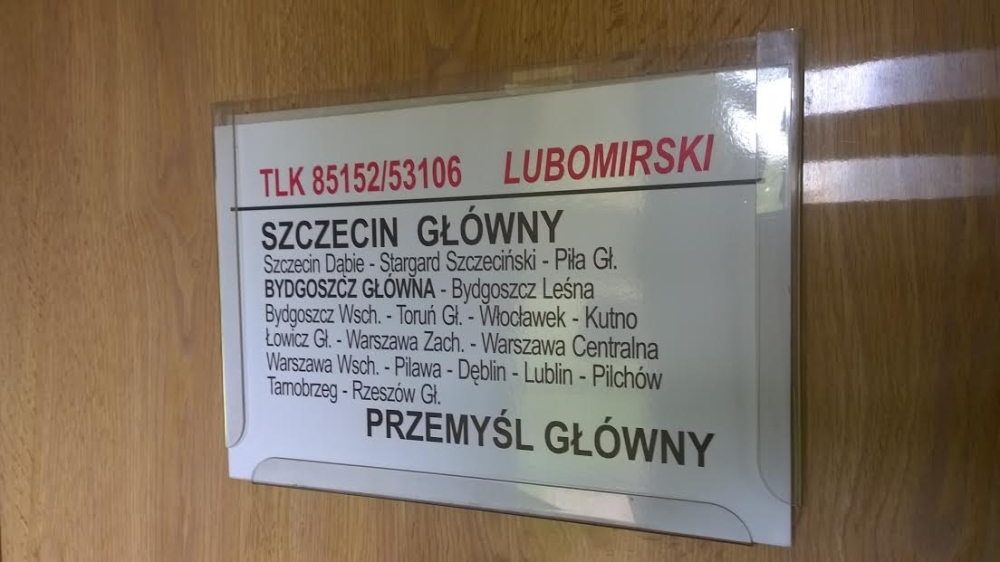 TLK 85152/53106 LUBOMIRSKI
SZCZECIN GŁÓWNY
Szczecin Dąbie - Stargard Szczeciński - Piła Gł.
BYDGOSZCZ GŁÓWNA - Bydgoszcz Leśna
Bydgoszcz Wsch. - Toruń Gł. - Włocławek - Kutno
Łowicz Gł. - Warszawa Zach. - Warszawa Centralna
Warszawa Wsch. - Pilawa - Dęblin - Lublin - Pilchów
Tarnobrzeg - Rzeszów Gł.
PRZEMYŚL GŁÓWNY